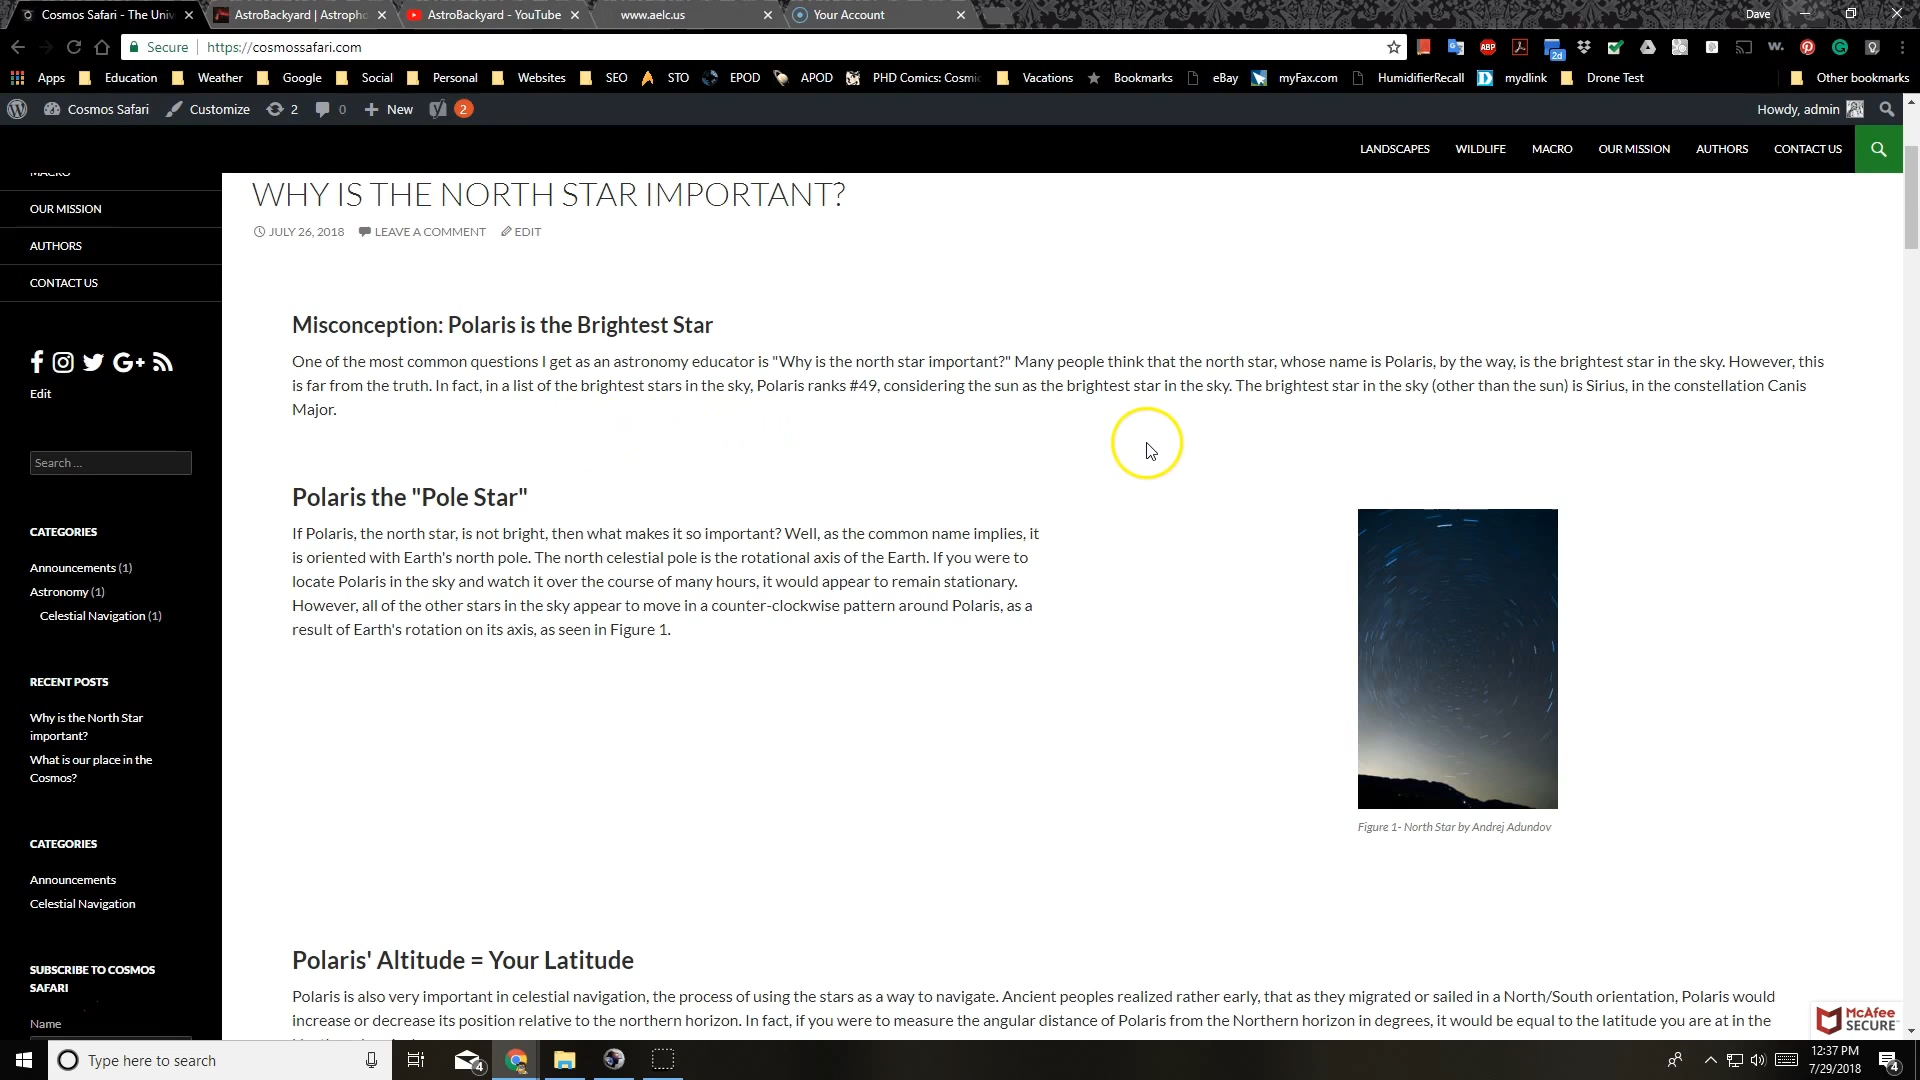 Cosmos Safari - The Uni
AstroBackyard | Astroph
AstroBackyard - YouTube
www.aelc.us
Your Account
Dave
Secure
https://cosmossafari.com
ABP
2d
W.
Apps
Education
Weather
Google
Social
Personal
Websites
SEO
STO
EPOD
APOD
PHD Comics: Cosmic
Vacations
Bookmarks
eBay
myFax.com
HumidifierRecall
mydlink
Drone Test
Other bookmarks
Cosmos Safari
Customize
2
0
New
2
Howdy, admin
LANDSCAPES
WILDLIFE
MACRO
OUR MISSION
AUTHORS
CONTACT US
MACRO
OUR MISSION
AUTHORS
CONTACT US
Edit
Search ...
CATEGORIES
Announcements (1)
Astronomy (1)
Celestial Navigation (1)
RECENT POSTS
Why is the North Star
important?
What is our place in the
Cosmos?
CATEGORIES
Announcements
Celestial Navigation
SUBSCRIBE TO COSMOS
SAFARI
Name
WHY IS THE NORTH STAR IMPORTANT?
JULY 26, 2018
LEAVE A COMMENT
EDIT
Misconception: Polaris is the Brightest Star
One of the most common questions I get as an astronomy educator is "Why is the north star important?" Many people think that the north star, whose name is Polaris, by the way, is the brightest star in the sky. However, this
is far from the truth. In fact, in a list of the brightest stars in the sky, Polaris ranks #49, considering the sun as the brightest star in the sky. The brightest star in the sky (other than the sun) is Sirius, in the constellation Canis
Major.
Polaris the "Pole Star"
If Polaris, the north star, is not bright, then what makes it so important? Well, as the common name implies, it
is oriented with Earth's north pole. The north celestial pole is the rotational axis of the Earth. If you were to
locate Polaris in the sky and watch it over the course of many hours, it would appear to remain stationary.
However, all of the other stars in the sky appear to move in a counter-clockwise pattern around Polaris, as a
result of Earth's rotation on its axis, as seen in Figure 1.
Figure 1- North Star by Andrej Adundov
Polaris' Altitude = Your Latitude
Polaris is also very important in celestial navigation, the process of using the stars as a way to navigate. Ancient peoples realized rather early, that as they migrated or sailed in a North/South orientation, Polaris would
increase or decrease its position relative to the northern horizon. In fact, if you were to measure the angular distance of Polaris from the Northern horizon in degrees, it would be equal to the latitude you are at in the
McAfee
SECURE
Type here to search
4
12:37 PM
7/29/2018
4